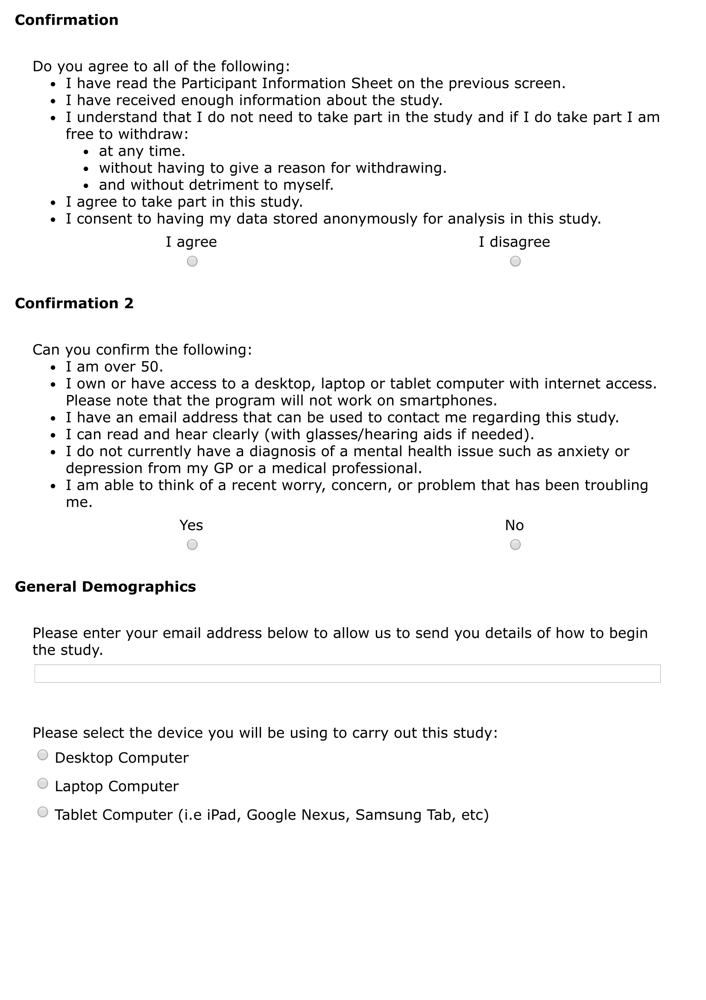 Confirmation
Do you agree to all of the following:
• I have read the Participant Information Sheet on the previous screen.
• I have received enough information about the study.
• I understand that I do not need to take part in the study and if I do take part I am
free to withdraw:
• at any time.
• without having to give a reason for withdrawing.
• and without detriment to myself.
• I agree to take part in this study.
• I consent to having my data stored anonymously for analysis in this study.
I agree I disagree
Confirmation 2
Can you confirm the following:
• I am over 50.
• I own or have access to a desktop, laptop or tablet computer with internet access.
Please note that the program will not work on smartphones.
• I have an email address that can be used to contact me regarding this study.
• I can read and hear clearly (with glasses/hearing aids if needed).
• I do not currently have a diagnosis of a mental health issue such as anxiety or
depression from my GP or a medical professional.
• I am able to think of a recent worry, concern, or problem that has been troubling
me.
Yes No
General Demographics
Please enter your email address below to allow us to send you details of how to begin
the study.
Please select the device you will be using to carry out this study:
Desktop Computer
Laptop Computer
Tablet Computer (i.e iPad, Google Nexus, Samsung Tab, etc)